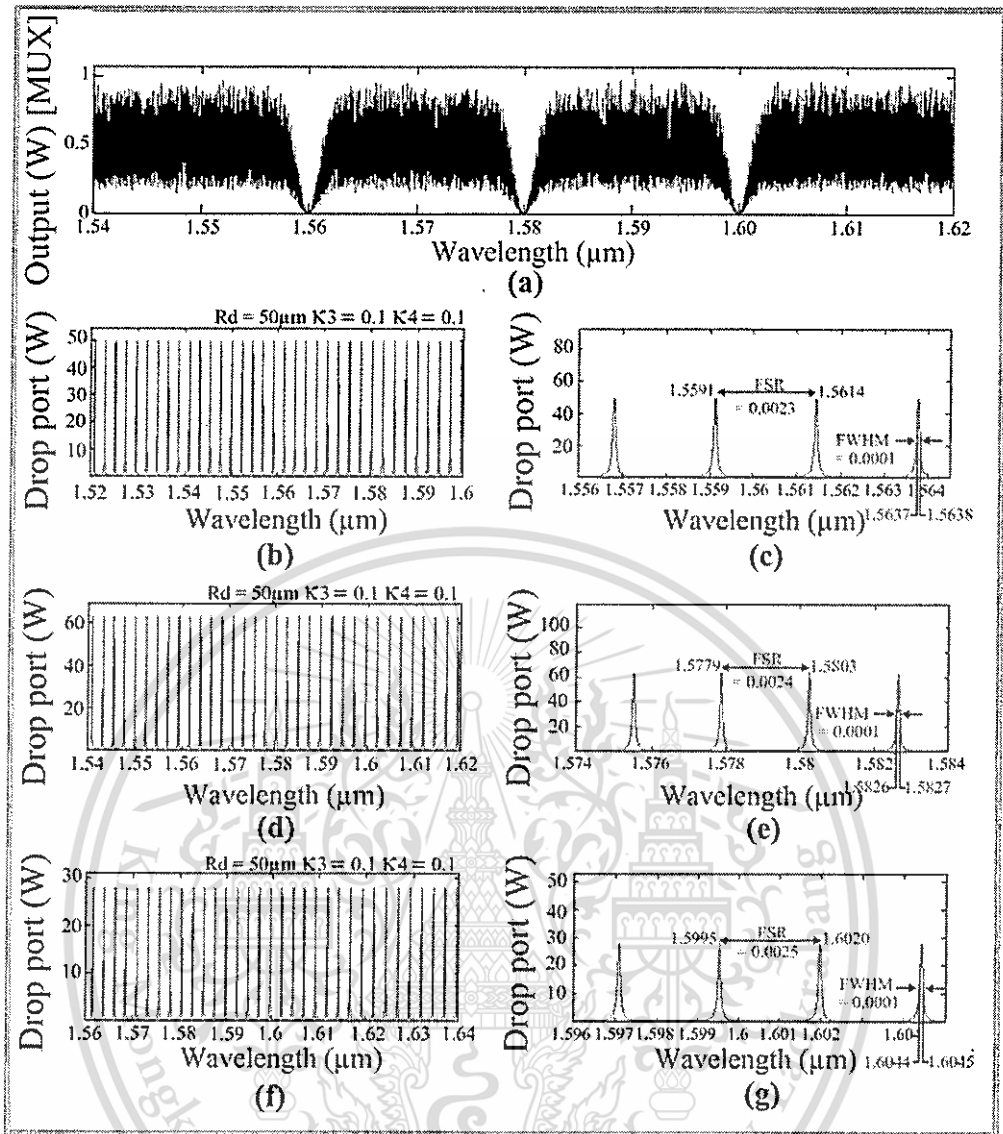 Output (W) [MUX]
1
0.5
0
1.54 1.55 1.56 1.57 1.58 1.59 1.60 1.61 1.62
Wavelength (µm)
(a)
Rd = 50µm K3 = 0.1 K4 = 0.1
Drop port (W)
50
40
30
20
10
1.52 1.53 1.54 1.55 1.56 1.57 1.58 1.59 1.6
Wavelength (µm)
(b)
Drop port (W)
80
60
40
20
1.5591 FSR 1.5614
= 0.0023
FWHM
= 0.0001
1.556 1.557 1.558 1.559 1.56 1.561 1.562 1.563 1.564
Wavelength (µm)
1.5637 1.5638
(c)
Rd = 50µm K3 = 0.1 K4 = 0.1
Drop port (W)
60
40
20
1.54 1.55 1.56 1.57 1.58 1.59 1.6 1.61 1.62
Wavelength (µm)
(d)
Drop port (W)
100
80
60
40
20
1.5779 FSR 1.5803
= 0.0024
FWHM
= 0.0001
1.574 1.576 1.578 1.58 1.582 1.584
1.5826 1.5827
Wavelength (µm)
(e)
Rd = 50µm K3 = 0.1 K4 = 0.1
Drop port (W)
30
20
10
1.56 1.57 1.58 1.59 1.6 1.61 1.62 1.63 1.64
Wavelength (µm)
(f)
Drop port (W)
50
40
30
20
10
1.5995 FSR 1.6020
= 0.0025
FWHM
= 0.0001
1.596 1.597 1.598 1.599 1.6 1.601 1.602 1.604
1.6044 1.6045
Wavelength (µm)
(g)
King Mongk
Ladkrabang